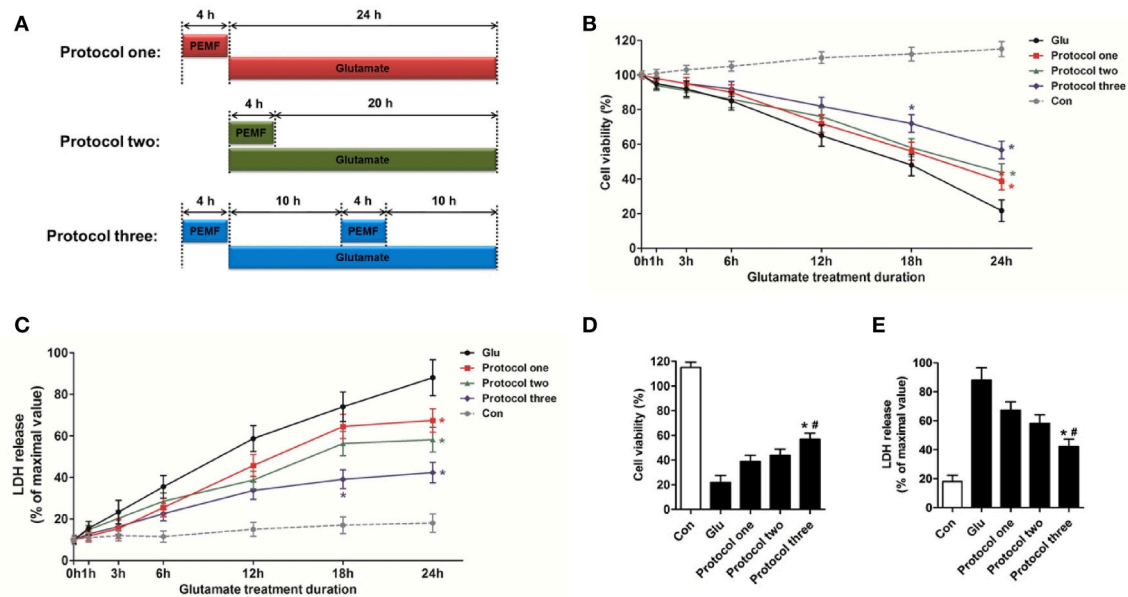 A
4 h
24 h
Protocol one:
PEMF
Glutamate
4 h
20 h
Protocol two:
PEMF
Glutamate
4 h
10 h
4 h
10 h
Protocol three:
PEMF
PEMF
Glutamate
B
Glu
Protocol one
Protocol two
Protocol three
Con
Cell viability (%)
120
100
80
60
40
20
0
*
*
*
*
0h1h
3h
6h
12h
18h
24h
Glutamate treatment duration
C
Glu
Protocol one
Protocol two
Protocol three
Con
LDH release
(% of maximal value)
100
80
60
40
20
0
*
*
*
*
0h1h
3h
6h
12h
18h
24h
Glutamate treatment duration
D
Cell viability (%)
120
100
80
60
40
20
0
* #
Con
Glu
Protocol one
Protocol two
Protocol three
E
LDH release
(% of maximal value)
100
80
60
40
20
0
* #
Con
Glu
Protocol one
Protocol two
Protocol three